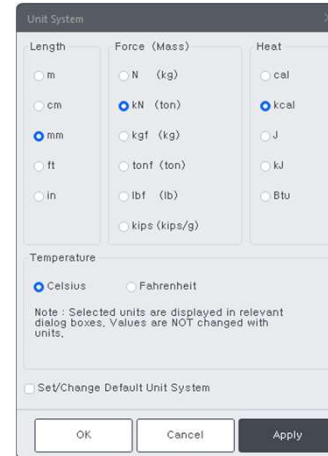 Unit System
Length
m
cm
mm
ft
in
Force (Mass)
N (kg)
kN (ton)
kgf (kg)
tonf (ton)
lbf (lb)
kips (kips/g)
Heat
cal
kcal
J
kJ
Btu
Temperature
Celsius Fahrenheit
Note : Selected units are displayed in relevant
dialog boxes. Values are NOT changed with
units.
Set/Change Default Unit System
OK Cancel Apply